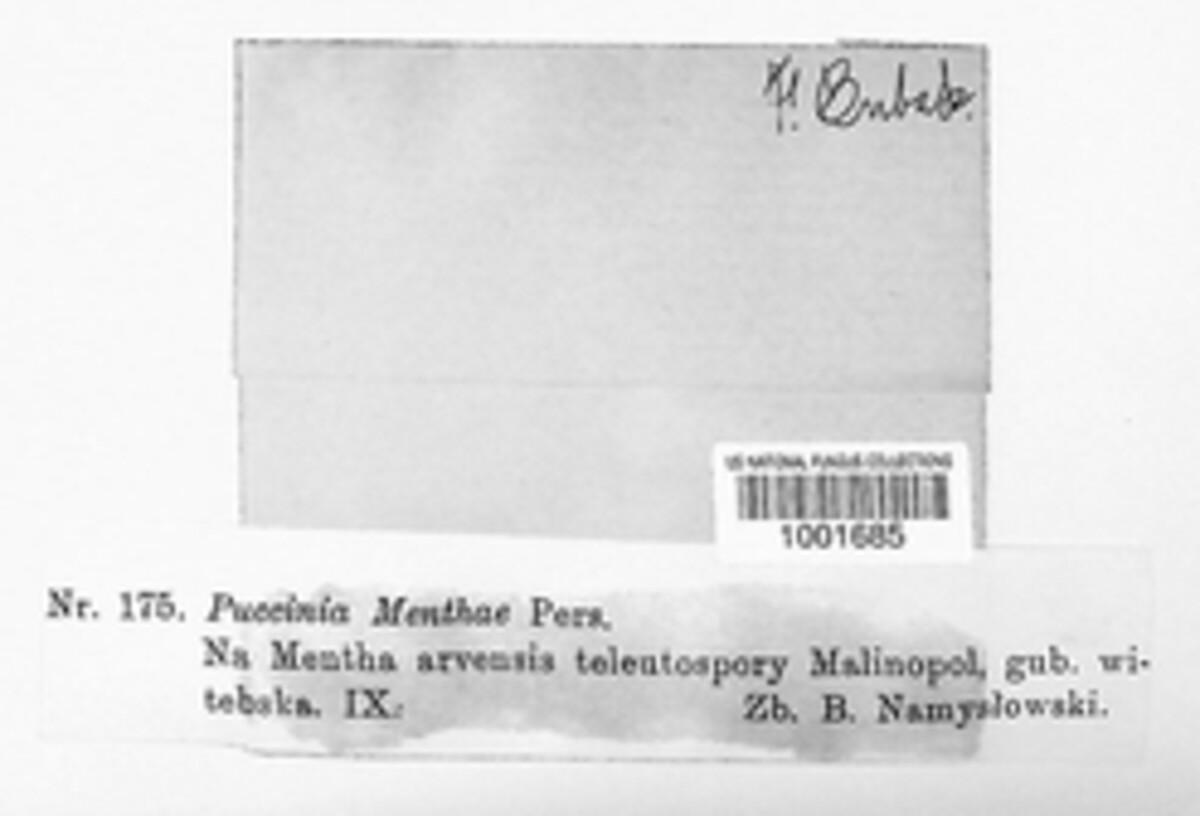 F. Bubak.
US NATIONAL FUNGUS COLLECTIONS
1001685
Nr. 175. Puccinia Menthae Pers.
Na Mentha arvensis teleutospory Malinopol, gub. wi-
tebska. IX. Zb. B. Namysłowski.